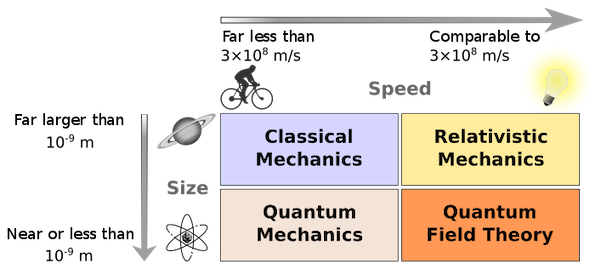 Far less than
3×10⁸ m/s
Comparable to
3×10⁸ m/s
Speed
Far larger than
10⁻⁹ m
Classical
Mechanics
Relativistic
Mechanics
Size
Near or less than
10⁻⁹ m
Quantum
Mechanics
Quantum
Field Theory